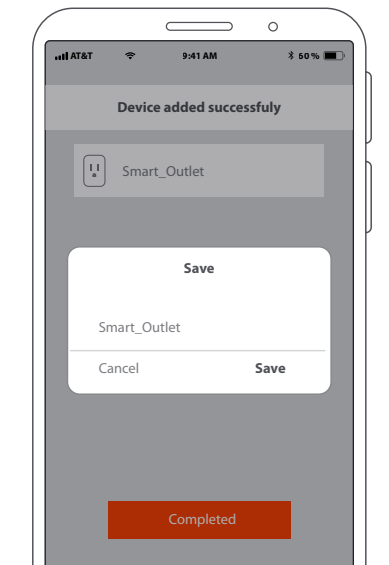 AT&T 9:41 AM 60%
Device added successfuly
Smart_Outlet
Save
Smart_Outlet
Cancel Save
Completed